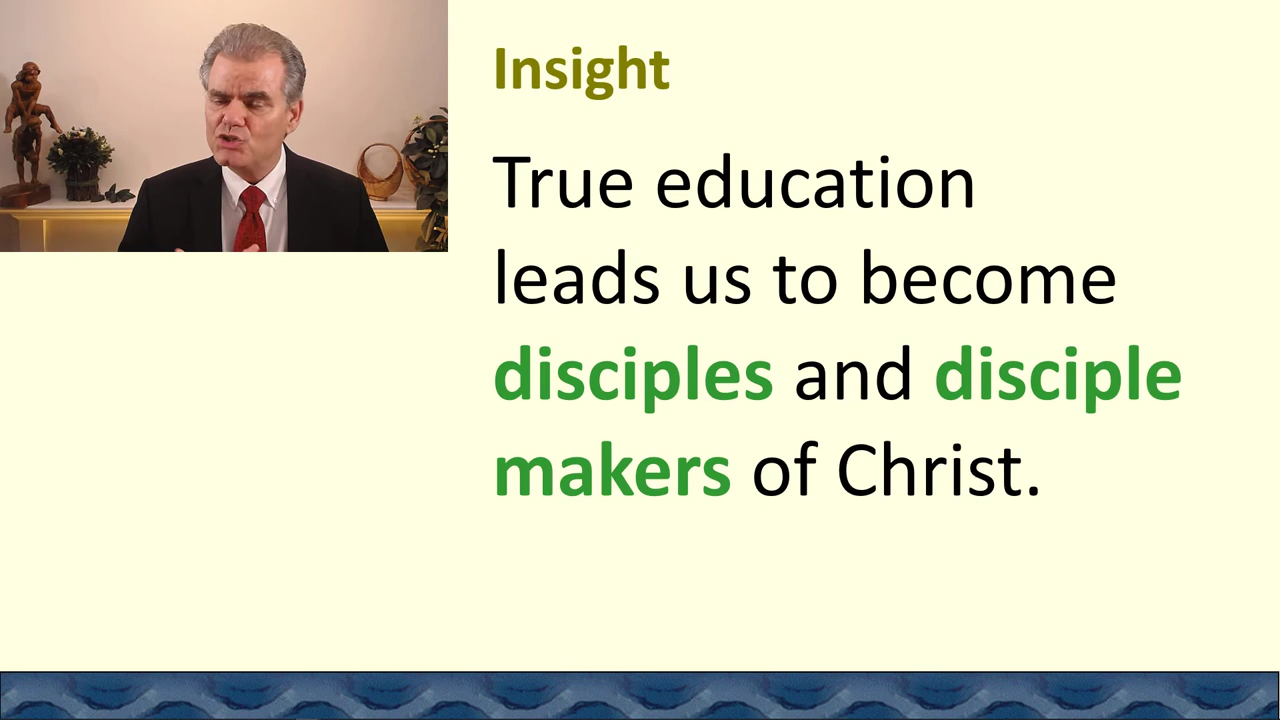 Insight
True education
leads us to become
disciples and disciple
makers of Christ.